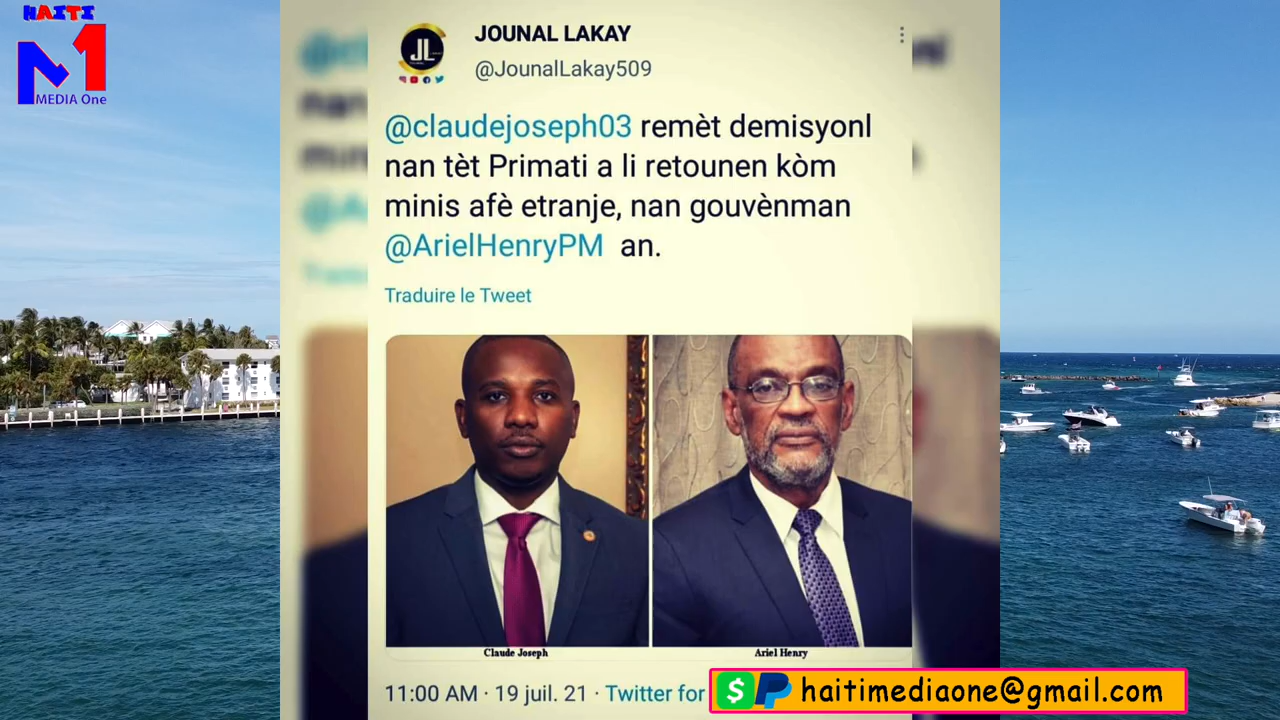 HAITI
M1
MEDIA One
JOUNAL LAKAY
@JounalLakay509
JL
@claudejoseph03 remèt demisyonl
nan tèt Primati a li retounen kòm
minis afè etranje, nan gouvènman
@ArielHenryPM an.
Traduire le Tweet
Claude Joseph
Ariel Henry
11:00 AM · 19 juil. 21 · Twitter for
$ P haitimediaone@gmail.com